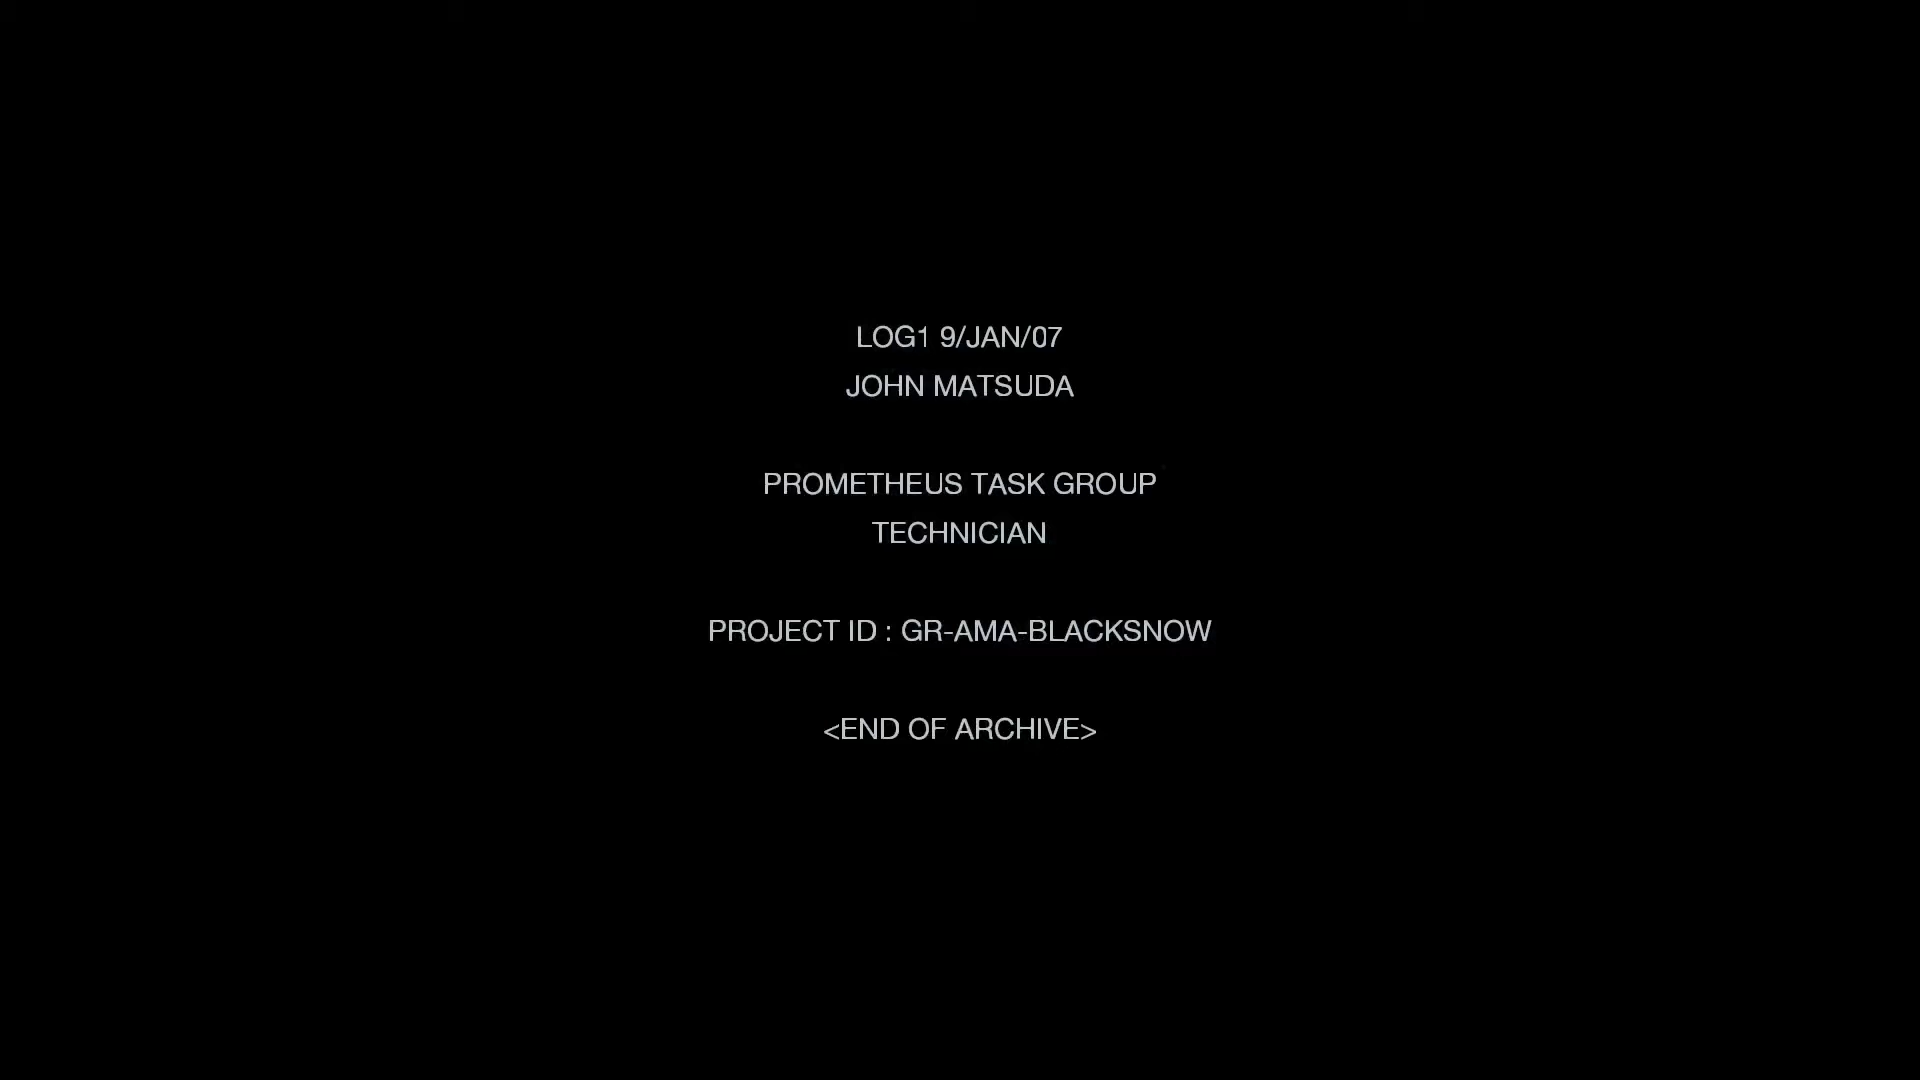 LOG1 9/JAN/07
JOHN MATSUDA
PROMETHEUS TASK GROUP
TECHNICIAN
PROJECT ID : GR-AMA-BLACKSNOW
<END OF ARCHIVE>